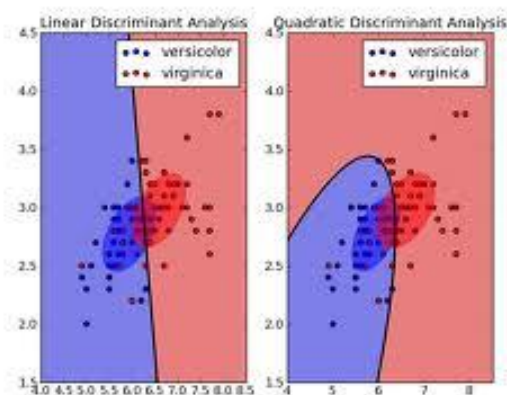 Linear Discriminant Analysis
versicolor
virginica
4.5
4.0
3.5
3.0
2.5
2.0
1.5
4.0 4.5 5.0 5.5 6.0 6.5 7.0 7.5 8.0 8.5
Quadratic Discriminant Analysis
versicolor
virginica
4.5
4.0
3.5
3.0
2.5
2.0
1.5
4 5 6 7 8